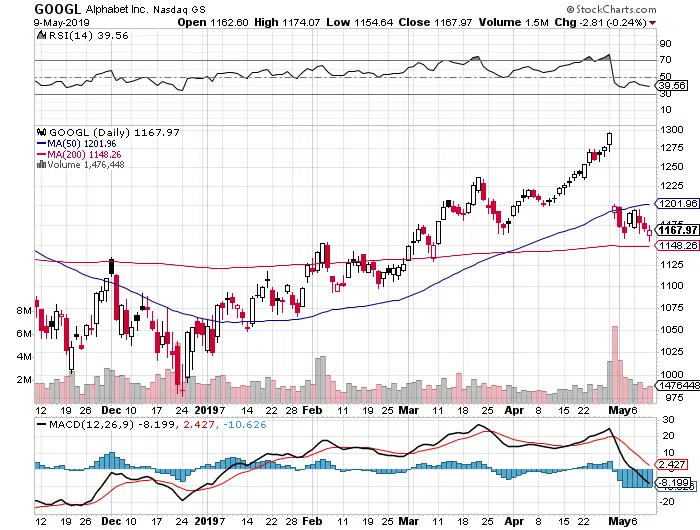 GOOGL Alphabet Inc. Nasdaq GS
© StockCharts.com
9-May-2019
Open 1162.60 High 1174.07 Low 1154.64 Close 1167.97 Volume 1.5M Chg -2.81 (-0.24%)
RSI(14) 39.56
90
70
50
39.56
30
10
GOOGL (Daily) 1167.97
MA(50) 1201.96
MA(200) 1148.26
Volume 1,476,448
1300
1275
1250
1225
1201.96
1175
1167.97
1148.26
1125
1100
1075
1050
1025
1000
975
8M
6M
4M
2M
1476448
12 19 26 Dec 10 17 24 2019 7 14 22 28 Feb 11 19 25 Mar 11 18 25 Apr 8 15 22 May 6
MACD(12,26,9) -8.199, 2.427, -10.626
30
25
20
15
10
5
2.427
-8.199
-15
-20
12 19 26 Dec 10 17 24 2019 7 14 22 28 Feb 11 19 25 Mar 11 18 25 Apr 8 15 22 May 6